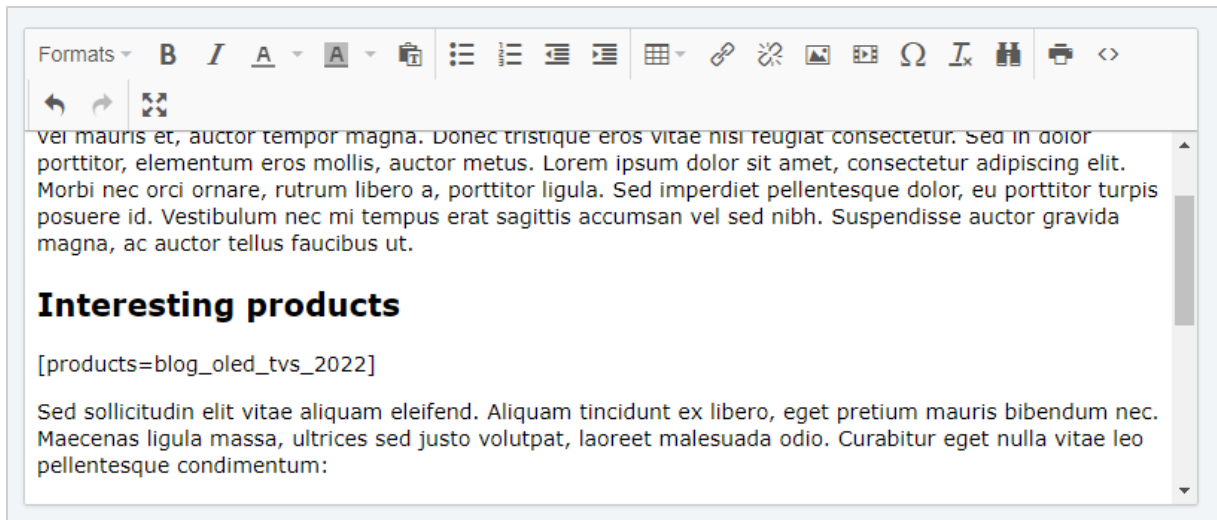 Formats
vel mauris et, auctor tempor magna. Donec tristique eros vitae nisl feugiat consectetur. Sed in dolor
porttitor, elementum eros mollis, auctor metus. Lorem ipsum dolor sit amet, consectetur adipiscing elit.
Morbi nec orci ornare, rutrum libero a, porttitor ligula. Sed imperdiet pellentesque dolor, eu porttitor turpis
posuere id. Vestibulum nec mi tempus erat sagittis accumsan vel sed nibh. Suspendisse auctor gravida
magna, ac auctor tellus faucibus ut.
Interesting products
[products=blog_oled_tvs_2022]
Sed sollicitudin elit vitae aliquam eleifend. Aliquam tincidunt ex libero, eget pretium mauris bibendum nec.
Maecenas ligula massa, ultrices sed justo volutpat, laoreet malesuada odio. Curabitur eget nulla vitae leo
pellentesque condimentum: